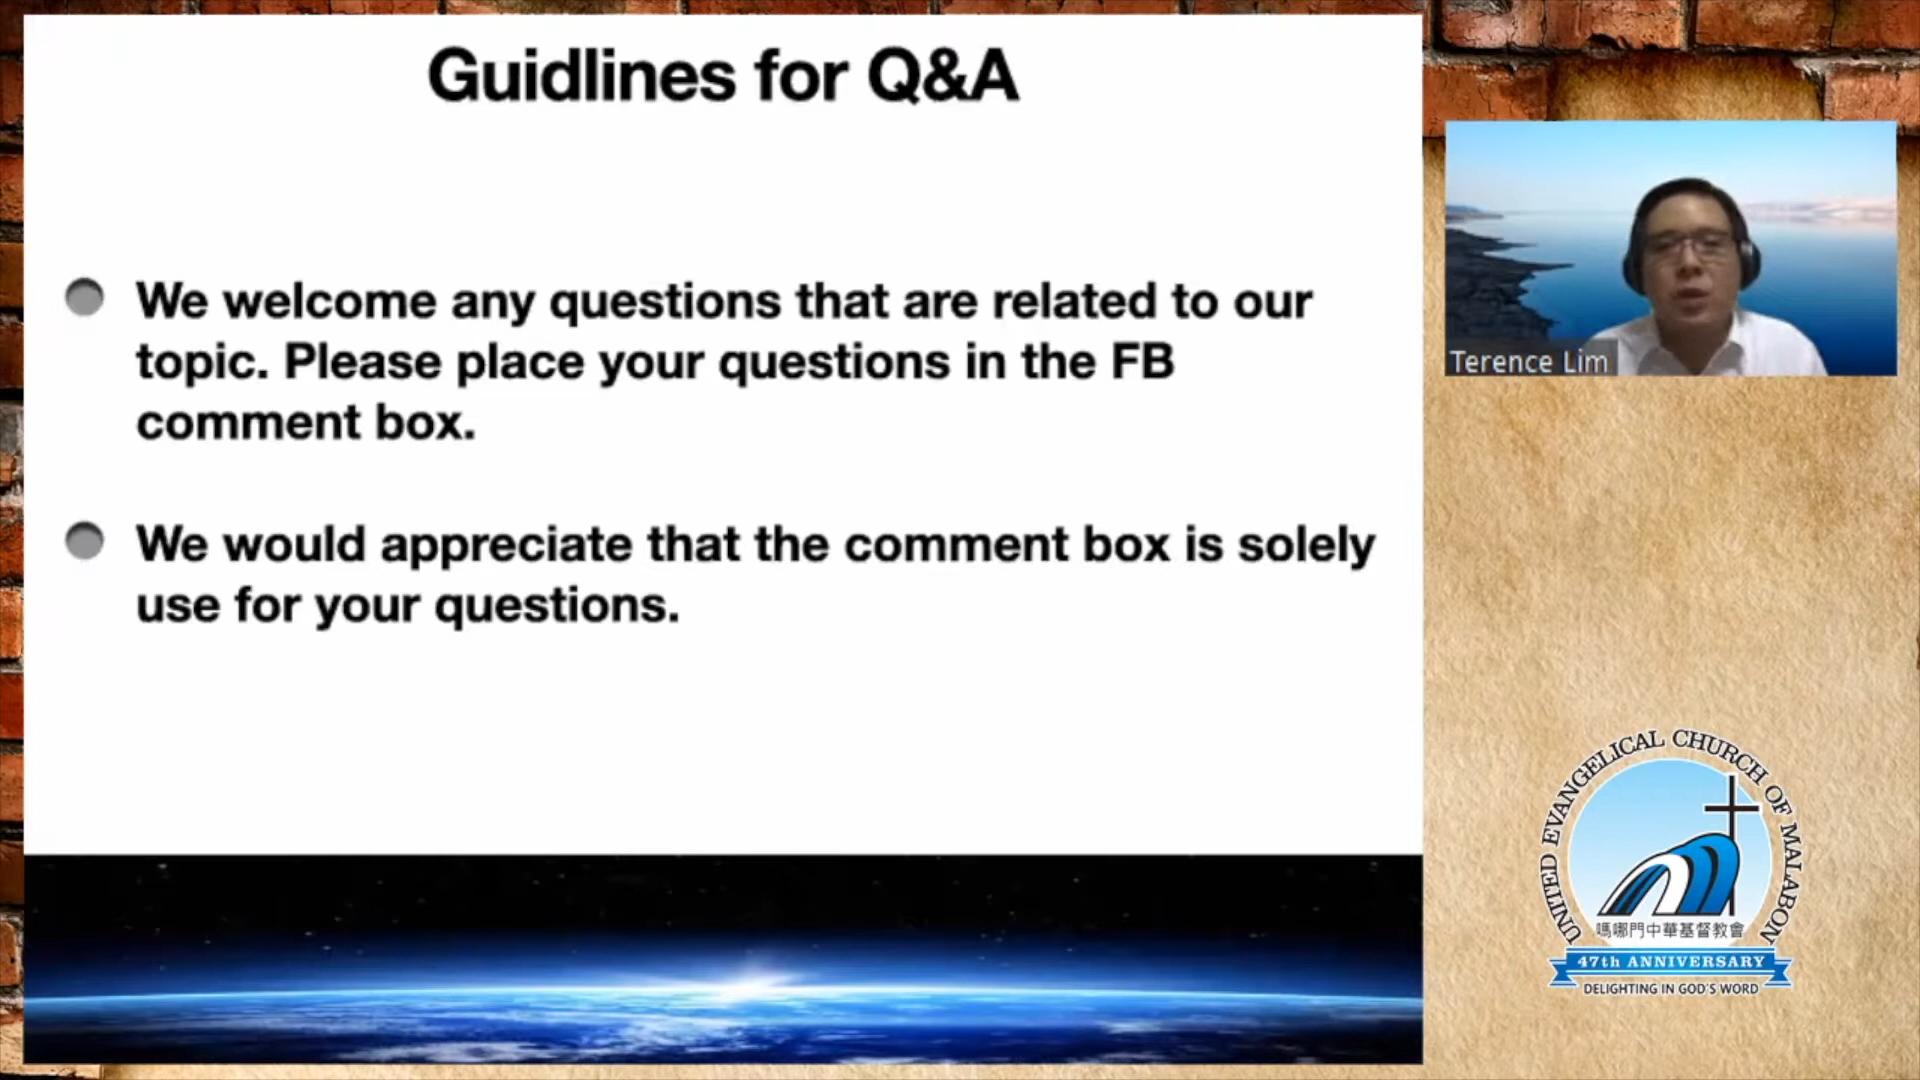 Guidlines for Q&A
We welcome any questions that are related to our
topic. Please place your questions in the FB
comment box.
We would appreciate that the comment box is solely
use for your questions.
Terence Lim
UNITED EVANGELICAL CHURCH OF MALABON
嗎哪門中華基督教會
47th ANNIVERSARY
DELIGHTING IN GOD'S WORD